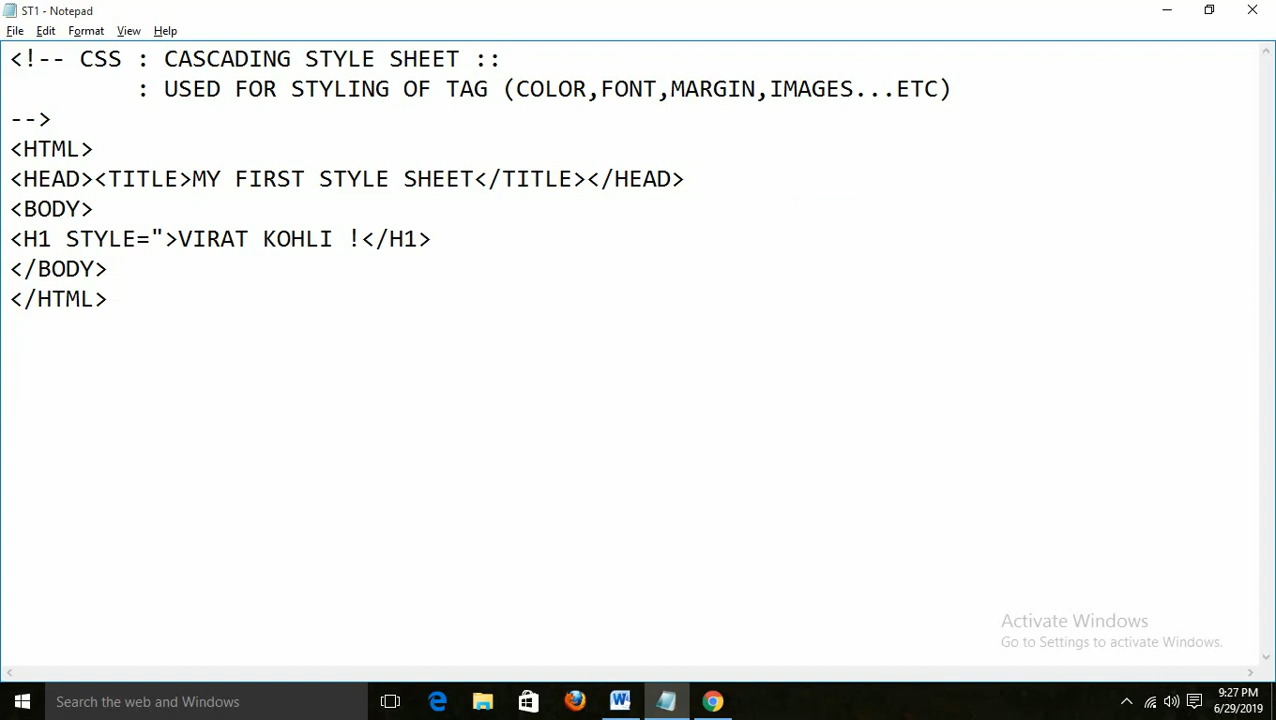 ST1 - Notepad
File Edit Format View Help
<!-- CSS : CASCADING STYLE SHEET ::
: USED FOR STYLING OF TAG (COLOR,FONT,MARGIN,IMAGES...ETC)
-->
<HTML>
<HEAD><TITLE>MY FIRST STYLE SHEET</TITLE></HEAD>
<BODY>
<H1 STYLE=">VIRAT KOHLI !</H1>
</BODY>
</HTML>
Activate Windows
Go to Settings to activate Windows.
Search the web and Windows
9:27 PM
6/29/2019